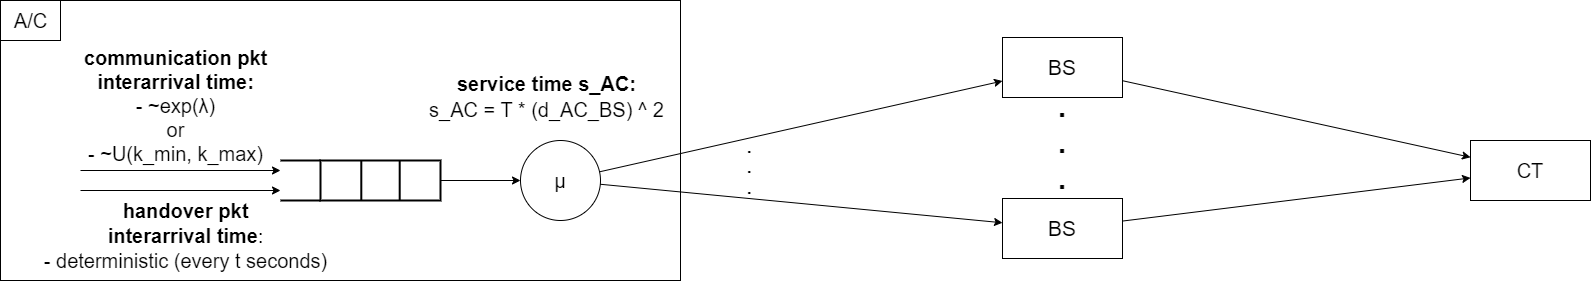 A/C
communication pkt
interarrival time:
- ~exp(λ)
or
- ~U(k_min, k_max)
handover pkt
interarrival time:
- deterministic (every t seconds)
service time s_AC:
s_AC = T * (d_AC_BS) ^ 2
μ
BS
BS
CT